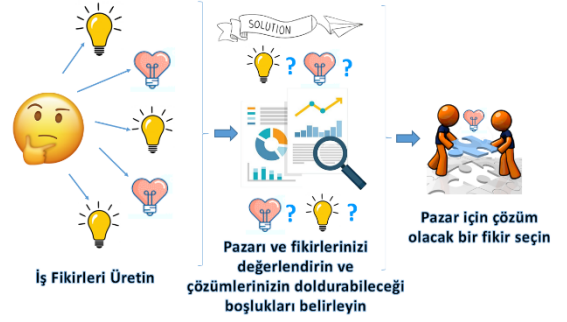 SOLUTION
? ?
? ?
İş Fikirleri Üretin
Pazarı ve fikirlerinizi
değerlendirin ve
çözümlerinizin doldurabileceği
boşlukları belirleyin
Pazar için çözüm
olacak bir fikir seçin